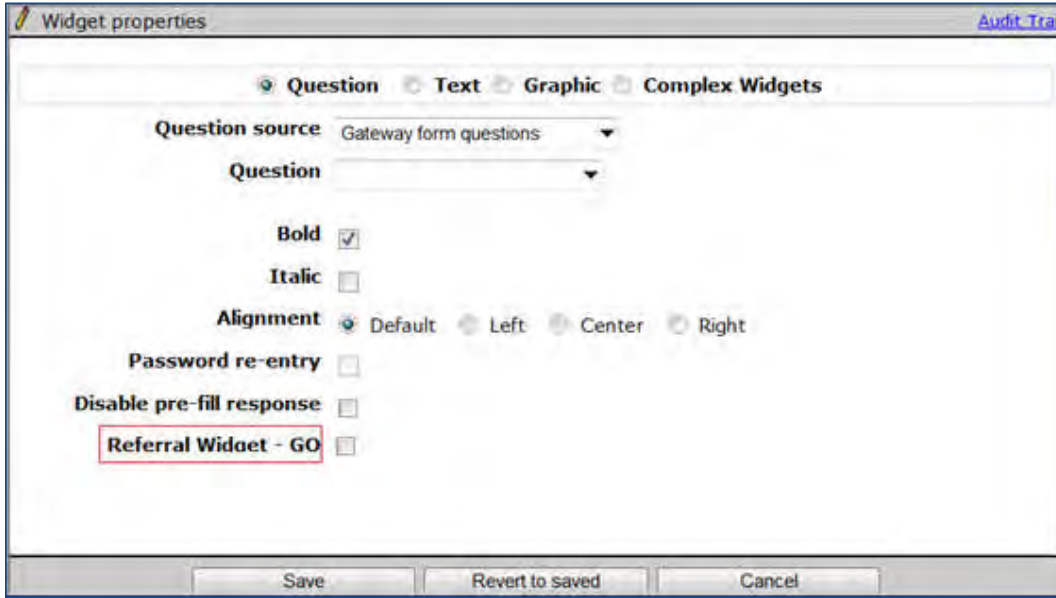 Widget properties Audit Tra
Question Text Graphic Complex Widgets
Question source Gateway form questions
Question
Bold
Italic
Alignment Default Left Center Right
Password re-entry
Disable pre-fill response
Referral Widget - GO
Save Revert to saved Cancel